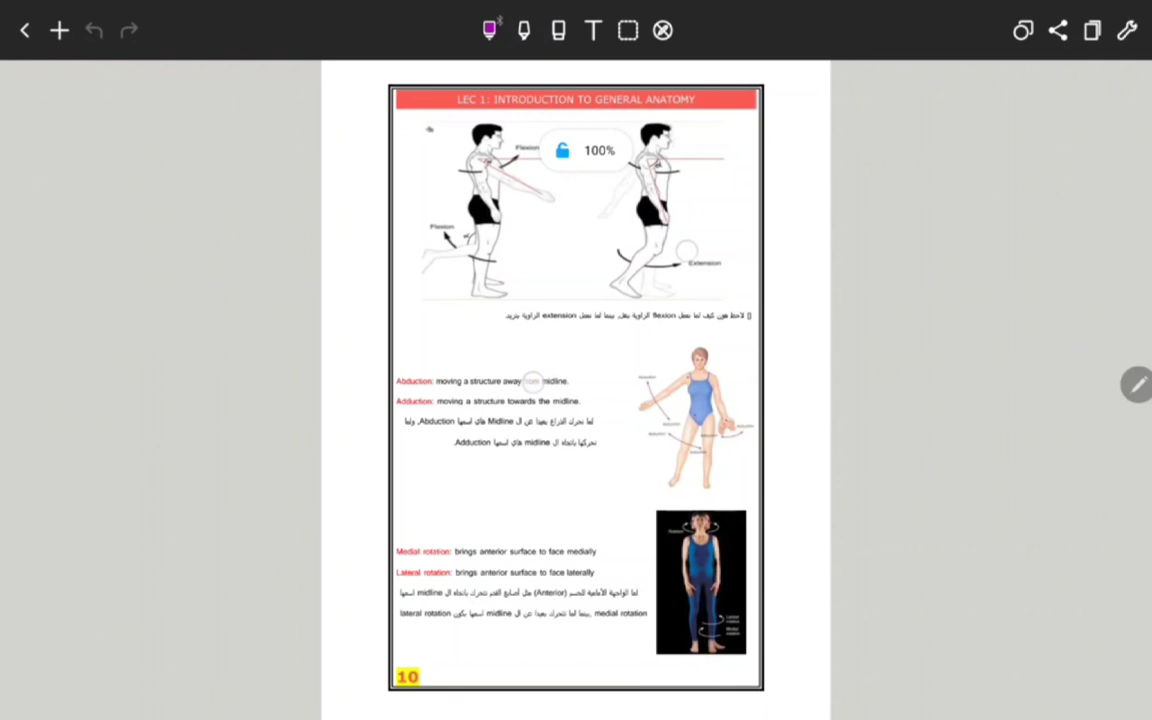 LEC 1: INTRODUCTION TO GENERAL ANATOMY
100%
Flexion
Flexion
Extension
▯ لاحظ هون كيف لما نعمل flexion الزاوية بتقل، بينما لما نعمل extension الزاوية بتزيد.
Abduction: moving a structure away from midline.
Adduction: moving a structure towards the midline.
لما نحرك الذراع بعيدا عن ال Midline هاي اسمها Abduction, ولما
نحركها باتجاه ال midline هاي اسمها Adduction.
Medial rotation: brings anterior surface to face medially
Lateral rotation: brings anterior surface to face laterally
لما الواجهة الأمامية للجسم (Anterior) مثل أصابع القدم تتحرك باتجاه ال midline اسمها
medial rotation, بينما لما تتحرك بعيدا عن ال midline اسمها بكون lateral rotation
Lateral rotation
Medial rotation
10